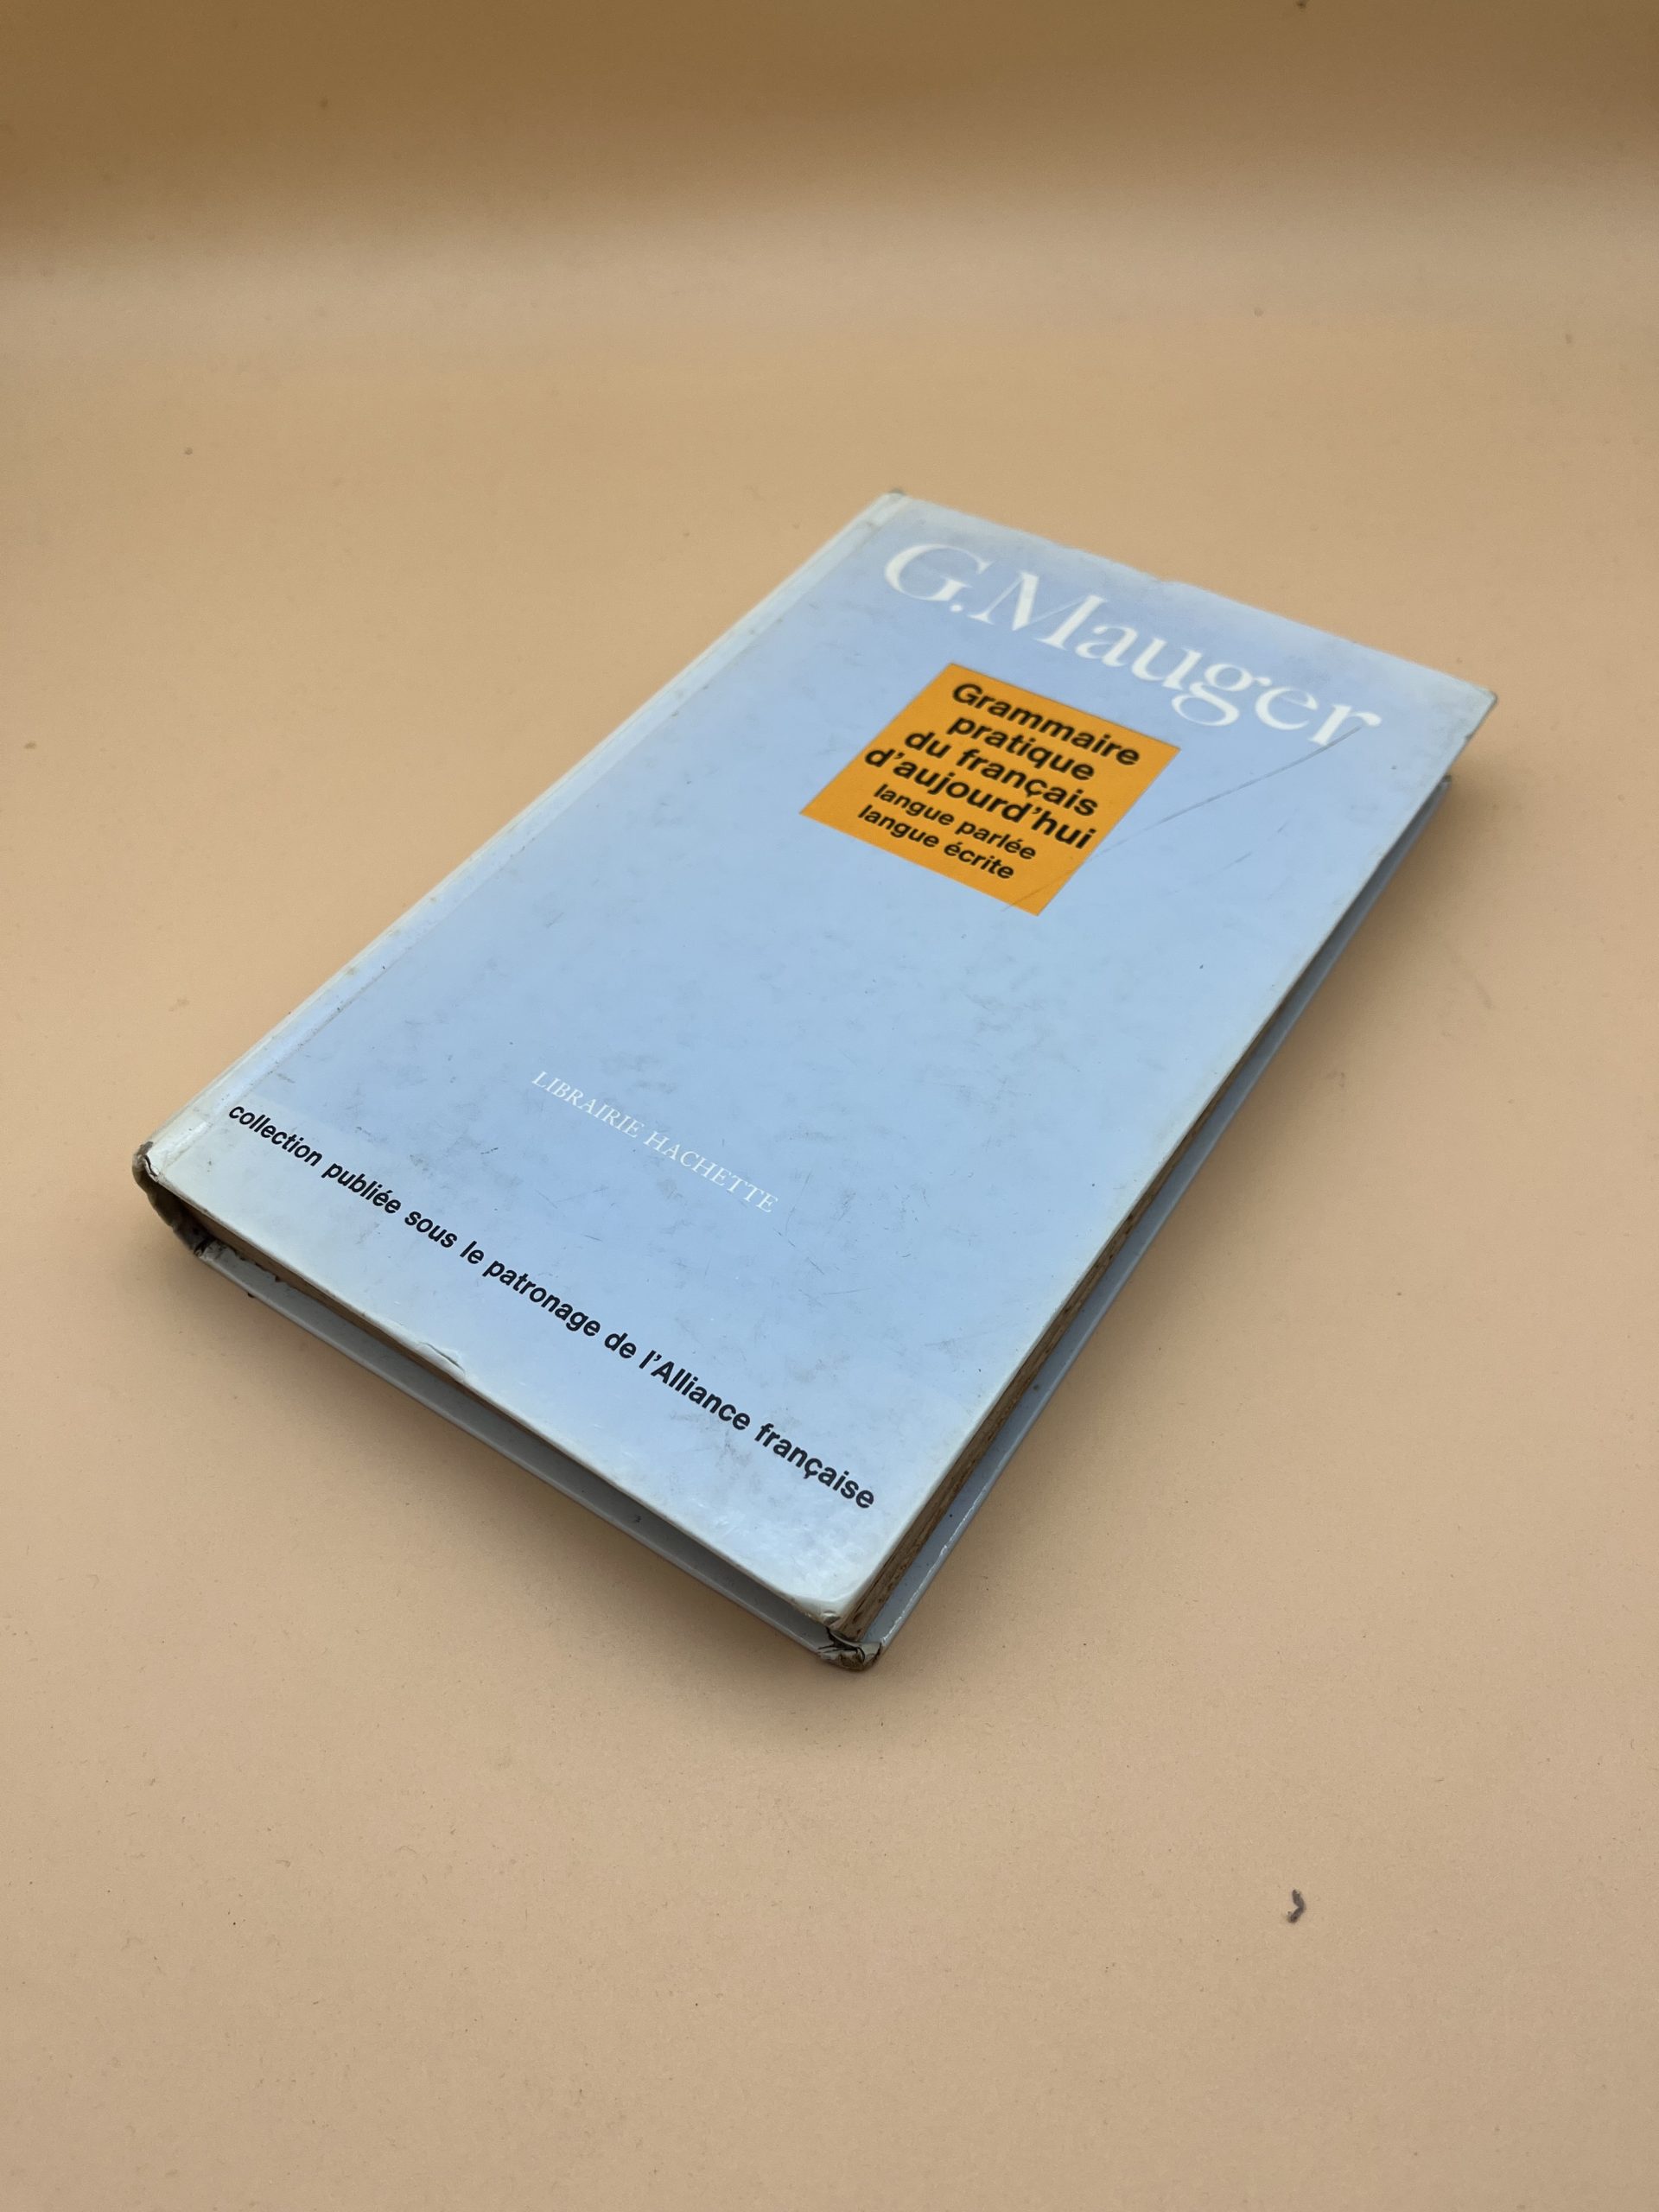 G. Mauger
Grammaire
pratique
du français
d'aujourd'hui
langue parlée
langue écrite
LIBRAIRIE HACHETTE
collection publiée sous le patronage de l'Alliance française